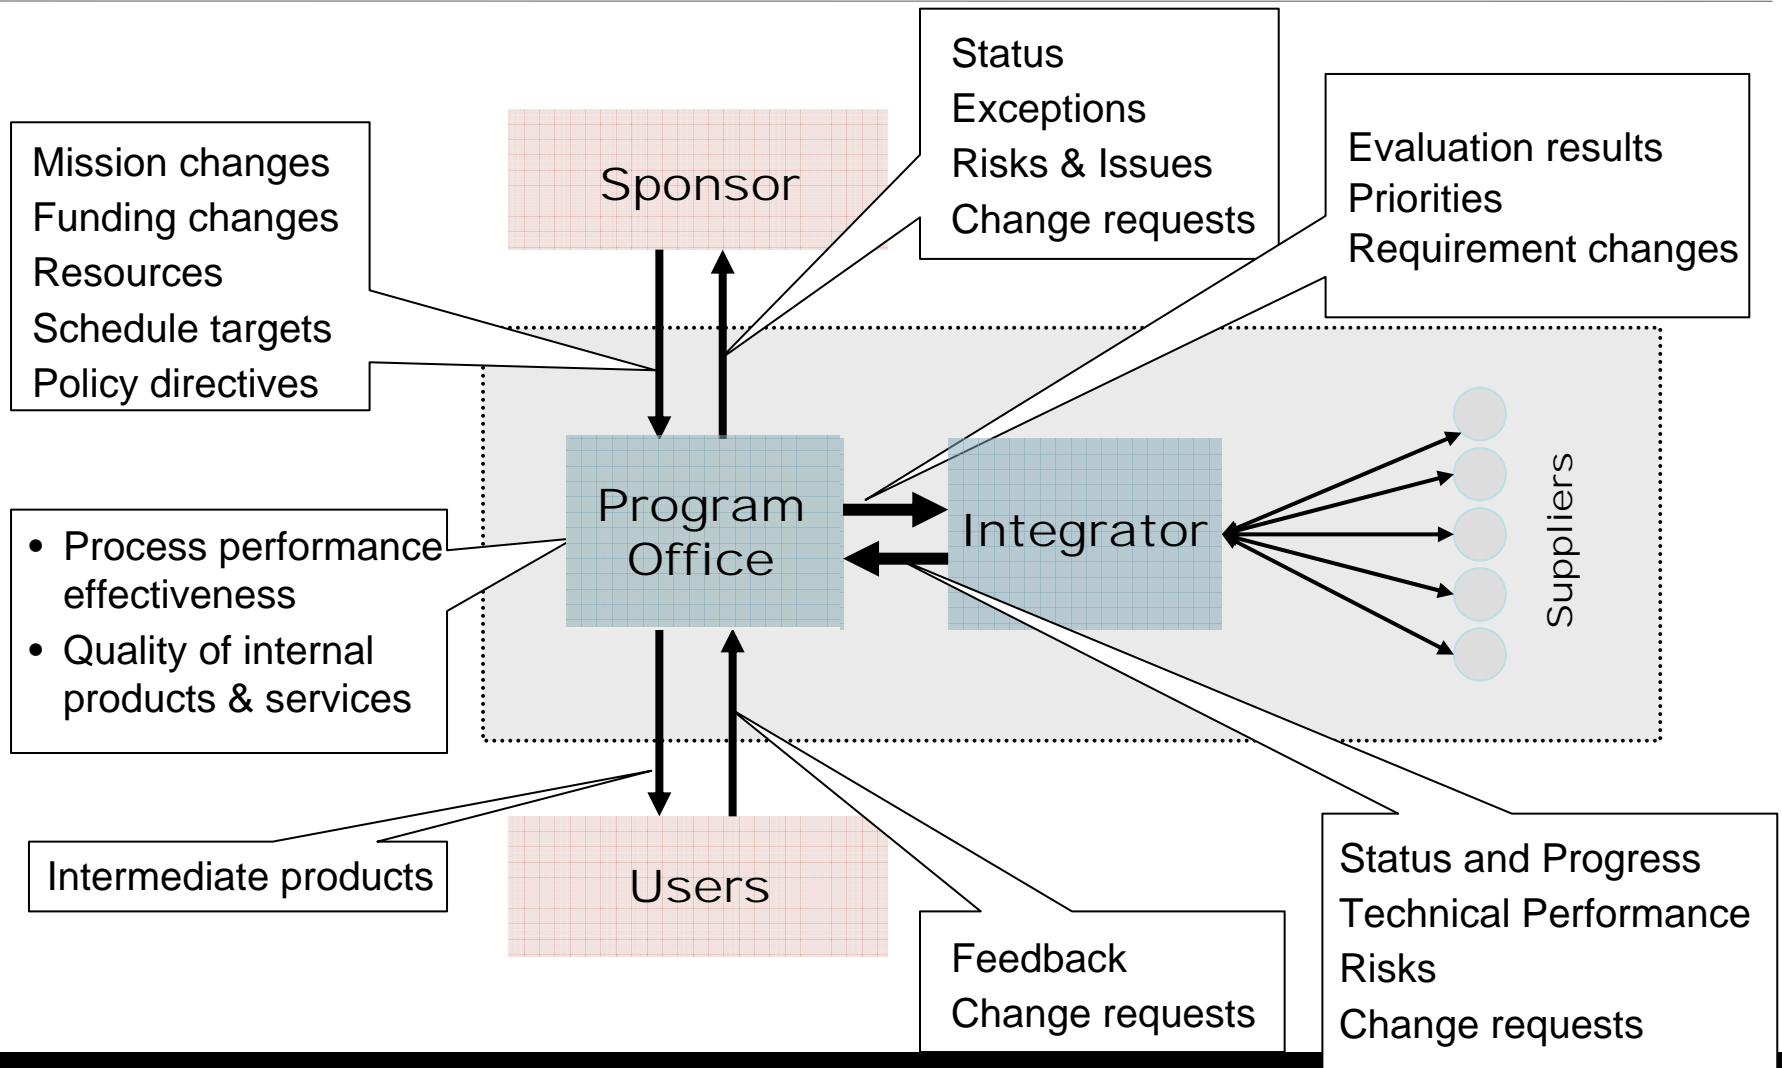 Status
Exceptions
Risks & Issues
Change requests
Evaluation results
Priorities
Requirement changes
Mission changes
Funding changes
Resources
Schedule targets
Policy directives
Sponsor
Program
Office
Integrator
Suppliers
• Process performance
effectiveness
• Quality of internal
products & services
Intermediate products
Users
Feedback
Change requests
Status and Progress
Technical Performance
Risks
Change requests